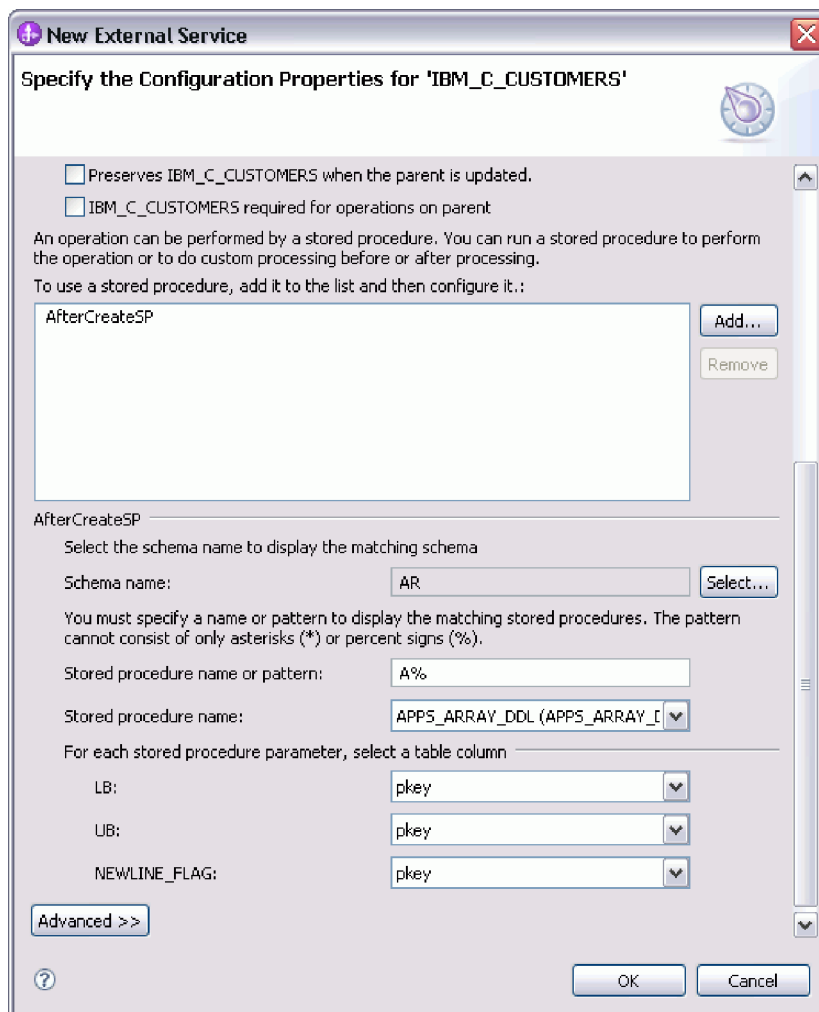 New External Service
Specify the Configuration Properties for 'IBM_C_CUSTOMERS'
Preserves IBM_C_CUSTOMERS when the parent is updated.
IBM_C_CUSTOMERS required for operations on parent
An operation can be performed by a stored procedure. You can run a stored procedure to perform
the operation or to do custom processing before or after processing.
To use a stored procedure, add it to the list and then configure it.:
AfterCreateSP
Add...
Remove
AfterCreateSP
Select the schema name to display the matching schema
Schema name: AR Select...
You must specify a name or pattern to display the matching stored procedures. The pattern
cannot consist of only asterisks (*) or percent signs (%).
Stored procedure name or pattern: A%
Stored procedure name: APPS_ARRAY_DDL (APPS_ARRAY_D
For each stored procedure parameter, select a table column
LB: pkey
UB: pkey
NEWLINE_FLAG: pkey
Advanced >>
? OK Cancel